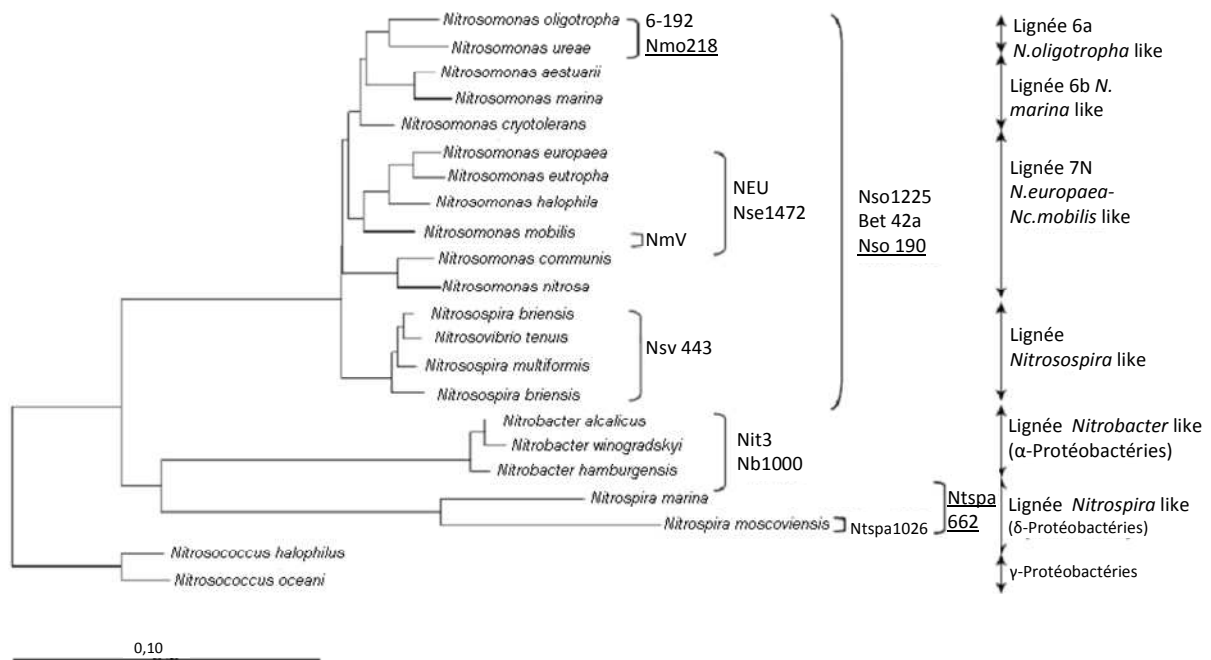 Nitrosomonas oligotropha
Nitrosomonas ureae
6-192
Nmo218
Nitrosomonas aestuarii
Nitrosomonas marina
Nitrosomonas cryotolerans
Nitrosomonas europaea
Nitrosomonas eutropha
Nitrosomonas halophila
Nitrosomonas mobilis
NmV
NEU
Nse1472
Nitrosomonas communis
Nitrosomonas nitrosa
Nitrosospira briensis
Nitrosovibrio tenuis
Nitrosospira multiformis
Nitrosospira briensis
Nsv 443
Nso1225
Bet 42a
Nso 190
Nitrobacter alcalicus
Nitrobacter winogradskyi
Nitrobacter hamburgensis
Nit3
Nb1000
Nitrospira marina
Nitrospira moscoviensis
Ntspa1026
Ntspa
662
Nitrosococcus halophilus
Nitrosococcus oceani
Lignée 6a
N.oligotropha like
Lignée 6b N.
marina like
Lignée 7N
N.europaea-
Nc.mobilis like
Lignée
Nitrosospira like
Lignée Nitrobacter like
(α-Protéobactéries)
Lignée Nitrospira like
(δ-Protéobactéries)
γ-Protéobactéries
0,10